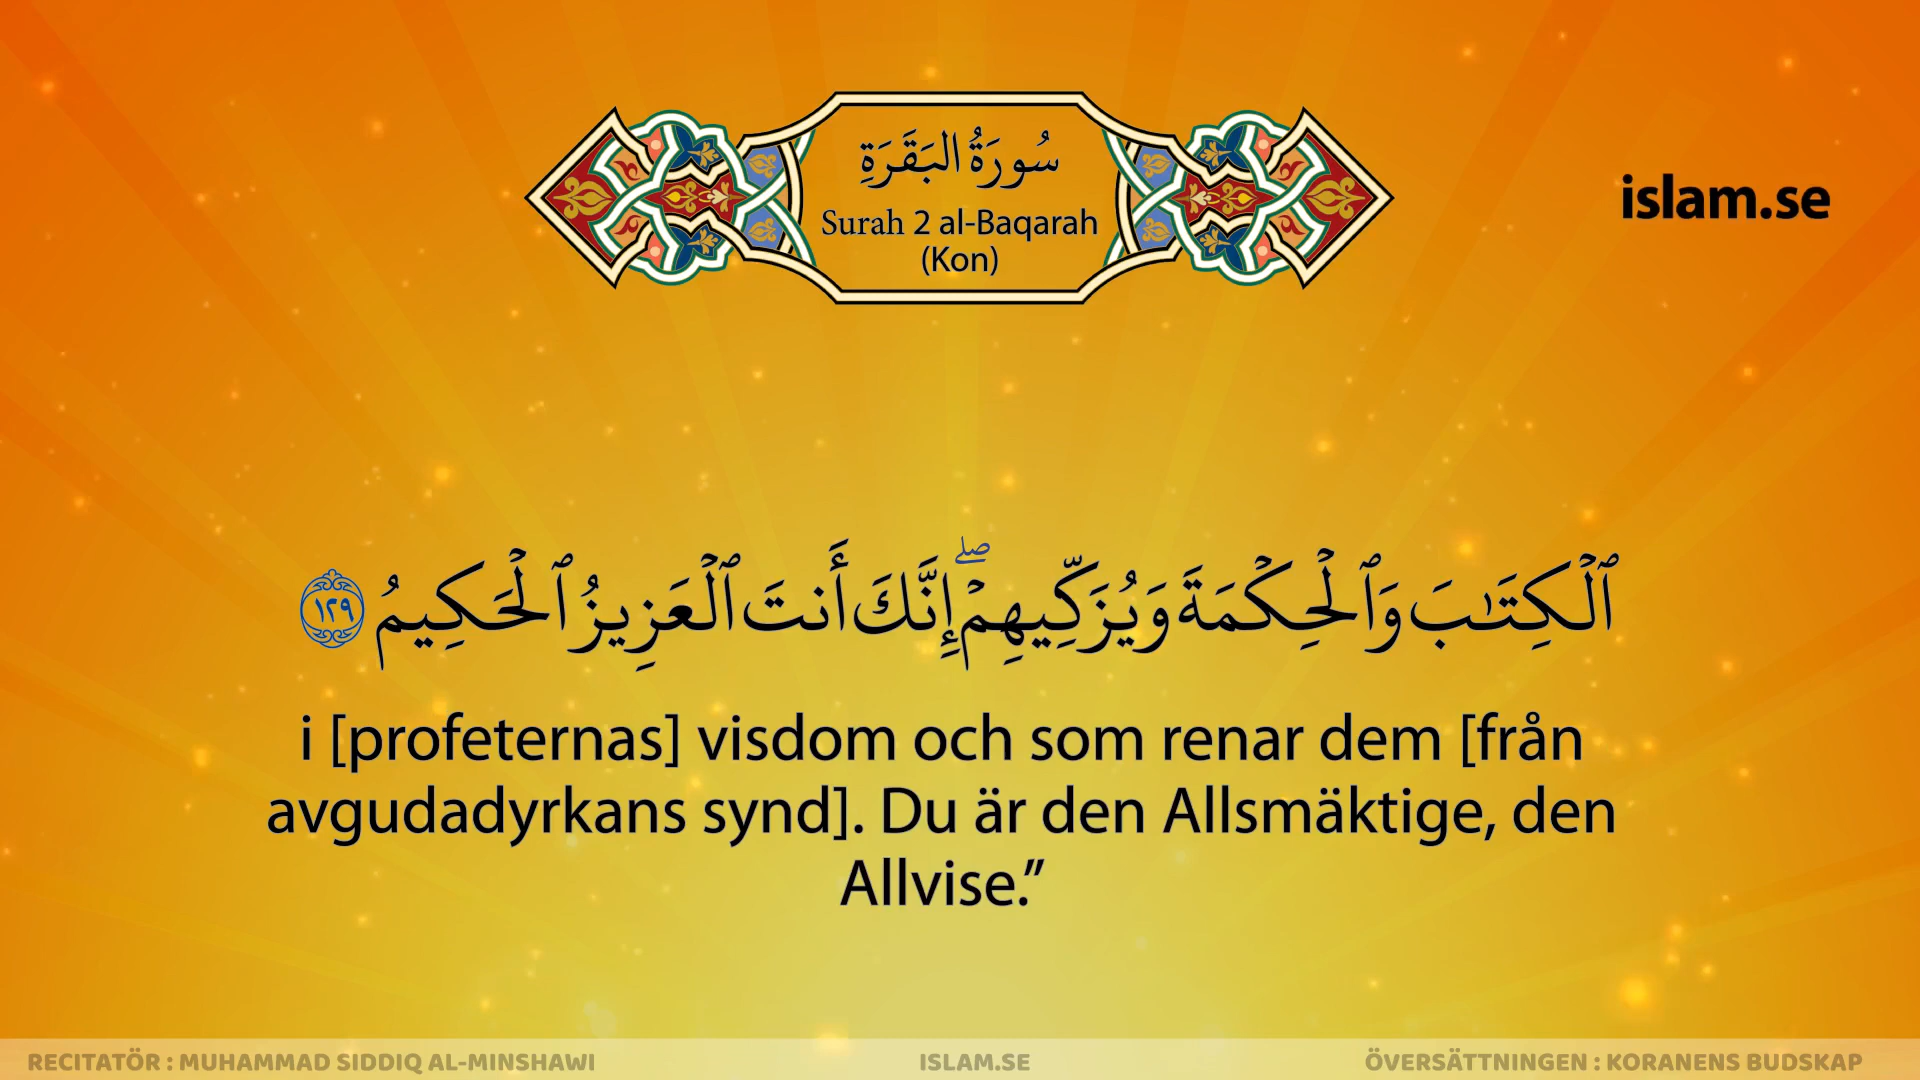 سُورَةُ البَقَرَةِ
Surah 2 al-Baqarah
(Kon)
islam.se
ٱلْكِتَـٰبَ وَٱلْحِكْمَةَ وَيُزَكِّيهِمْ ۖ إِنَّكَ أَنتَ ٱلْعَزِيزُ ٱلْحَكِيمُ ١٢٩
i [profeternas] visdom och som renar dem [från
avgudadyrkans synd]. Du är den Allsmäktige, den
Allvise.”
RECITATÖR : MUHAMMAD SIDDIQ AL-MINSHAWI
ISLAM.SE
ÖVERSÄTTNINGEN : KORANENS BUDSKAP